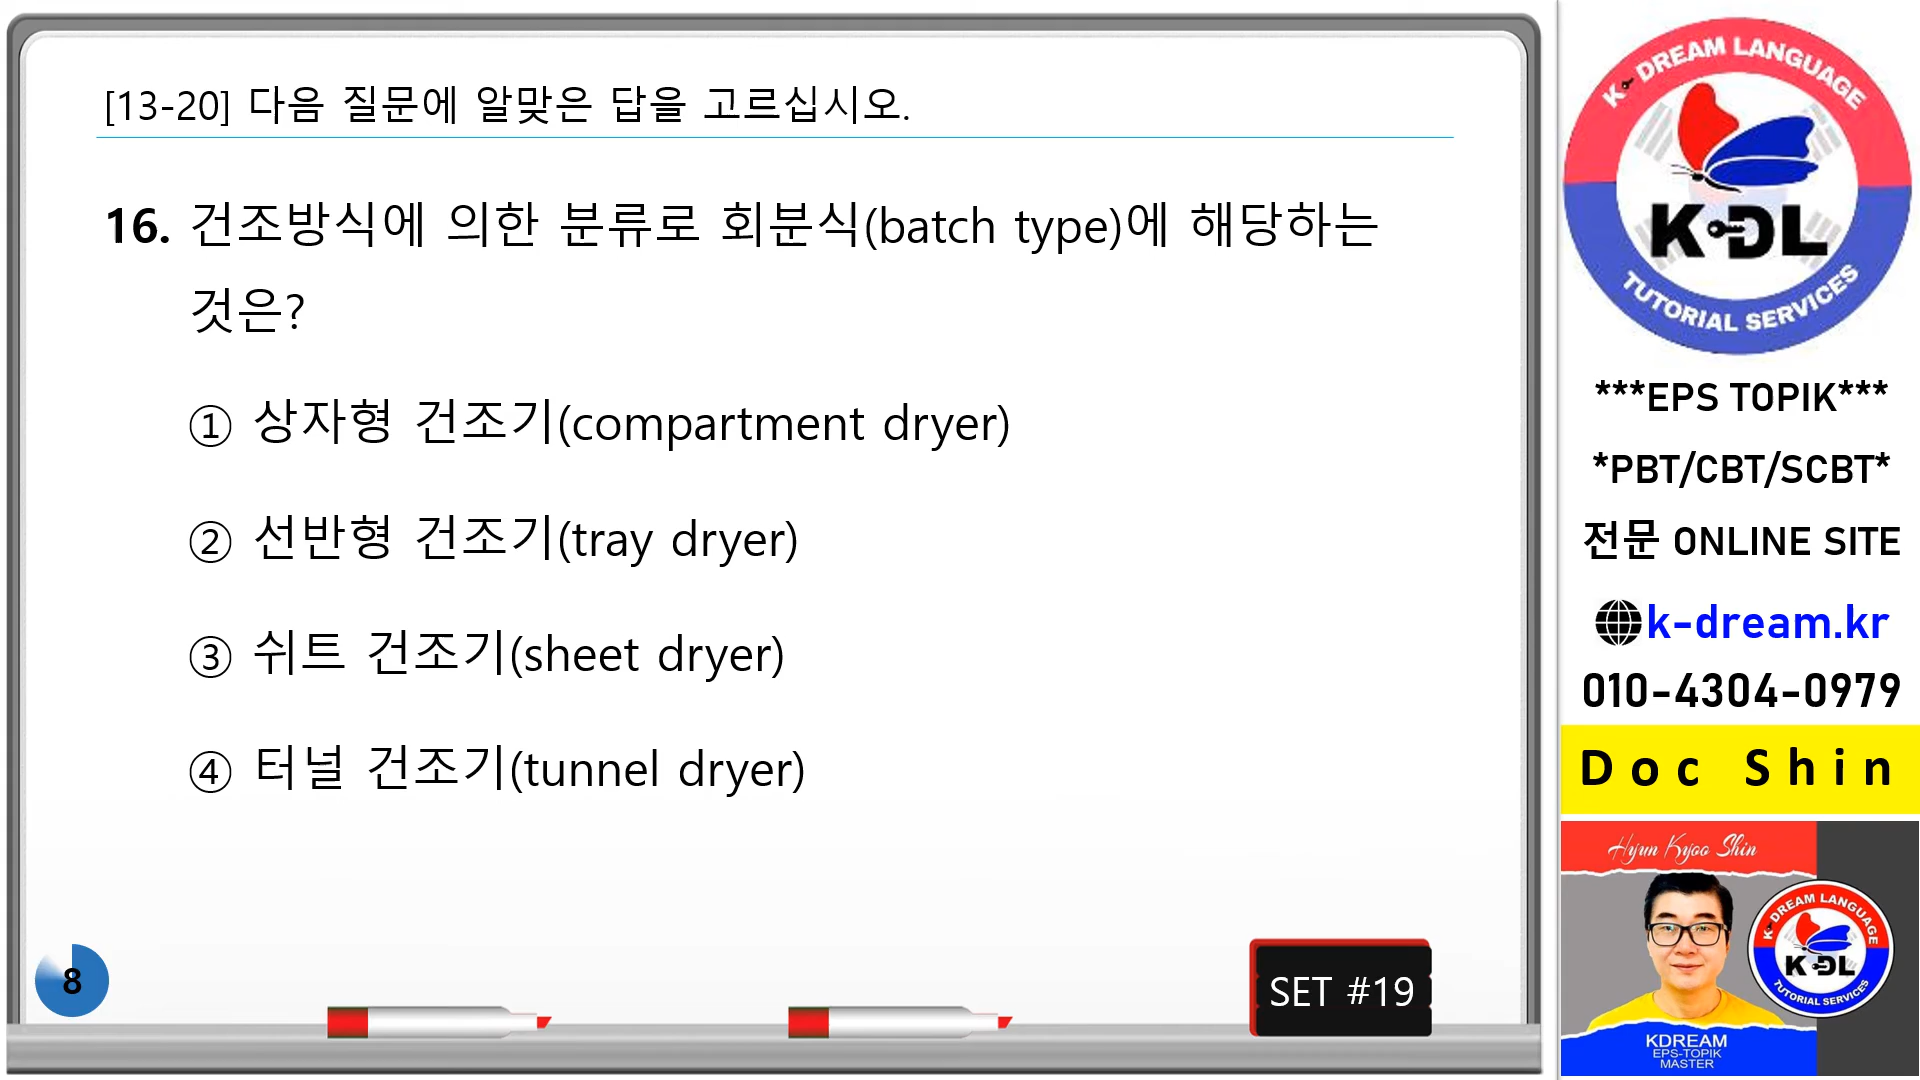 [13-20] 다음 질문에 알맞은 답을 고르십시오.
16. 건조방식에 의한 분류로 회분식(batch type)에 해당하는
것은?
① 상자형 건조기(compartment dryer)
② 선반형 건조기(tray dryer)
③ 쉬트 건조기(sheet dryer)
④ 터널 건조기(tunnel dryer)
8
SET #19
K-DREAM LANGUAGE
K-DL
TUTORIAL SERVICES
***EPS TOPIK***
*PBT/CBT/SCBT*
전문 ONLINE SITE
k-dream.kr
010-4304-0979
Doc Shin
Hyun Kyoo Shin
K-DREAM LANGUAGE
K-DL
TUTORIAL SERVICES
KDREAM
EPS-TOPIK
MASTER